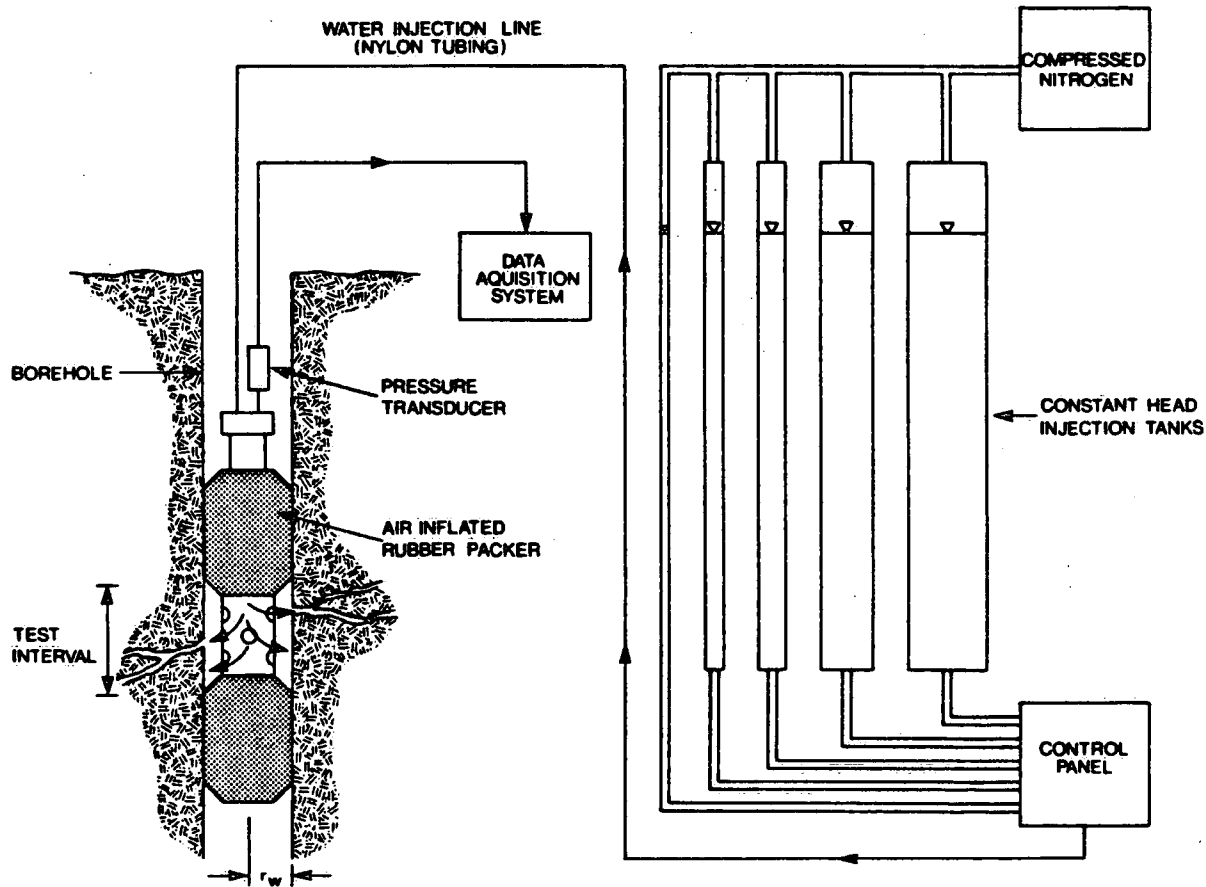 WATER INJECTION LINE
(NYLON TUBING)
COMPRESSED
NITROGEN
DATA
AQUISITION
SYSTEM
BOREHOLE
PRESSURE
TRANSDUCER
CONSTANT HEAD
INJECTION TANKS
AIR INFLATED
RUBBER PACKER
TEST
INTERVAL
CONTROL
PANEL
rw